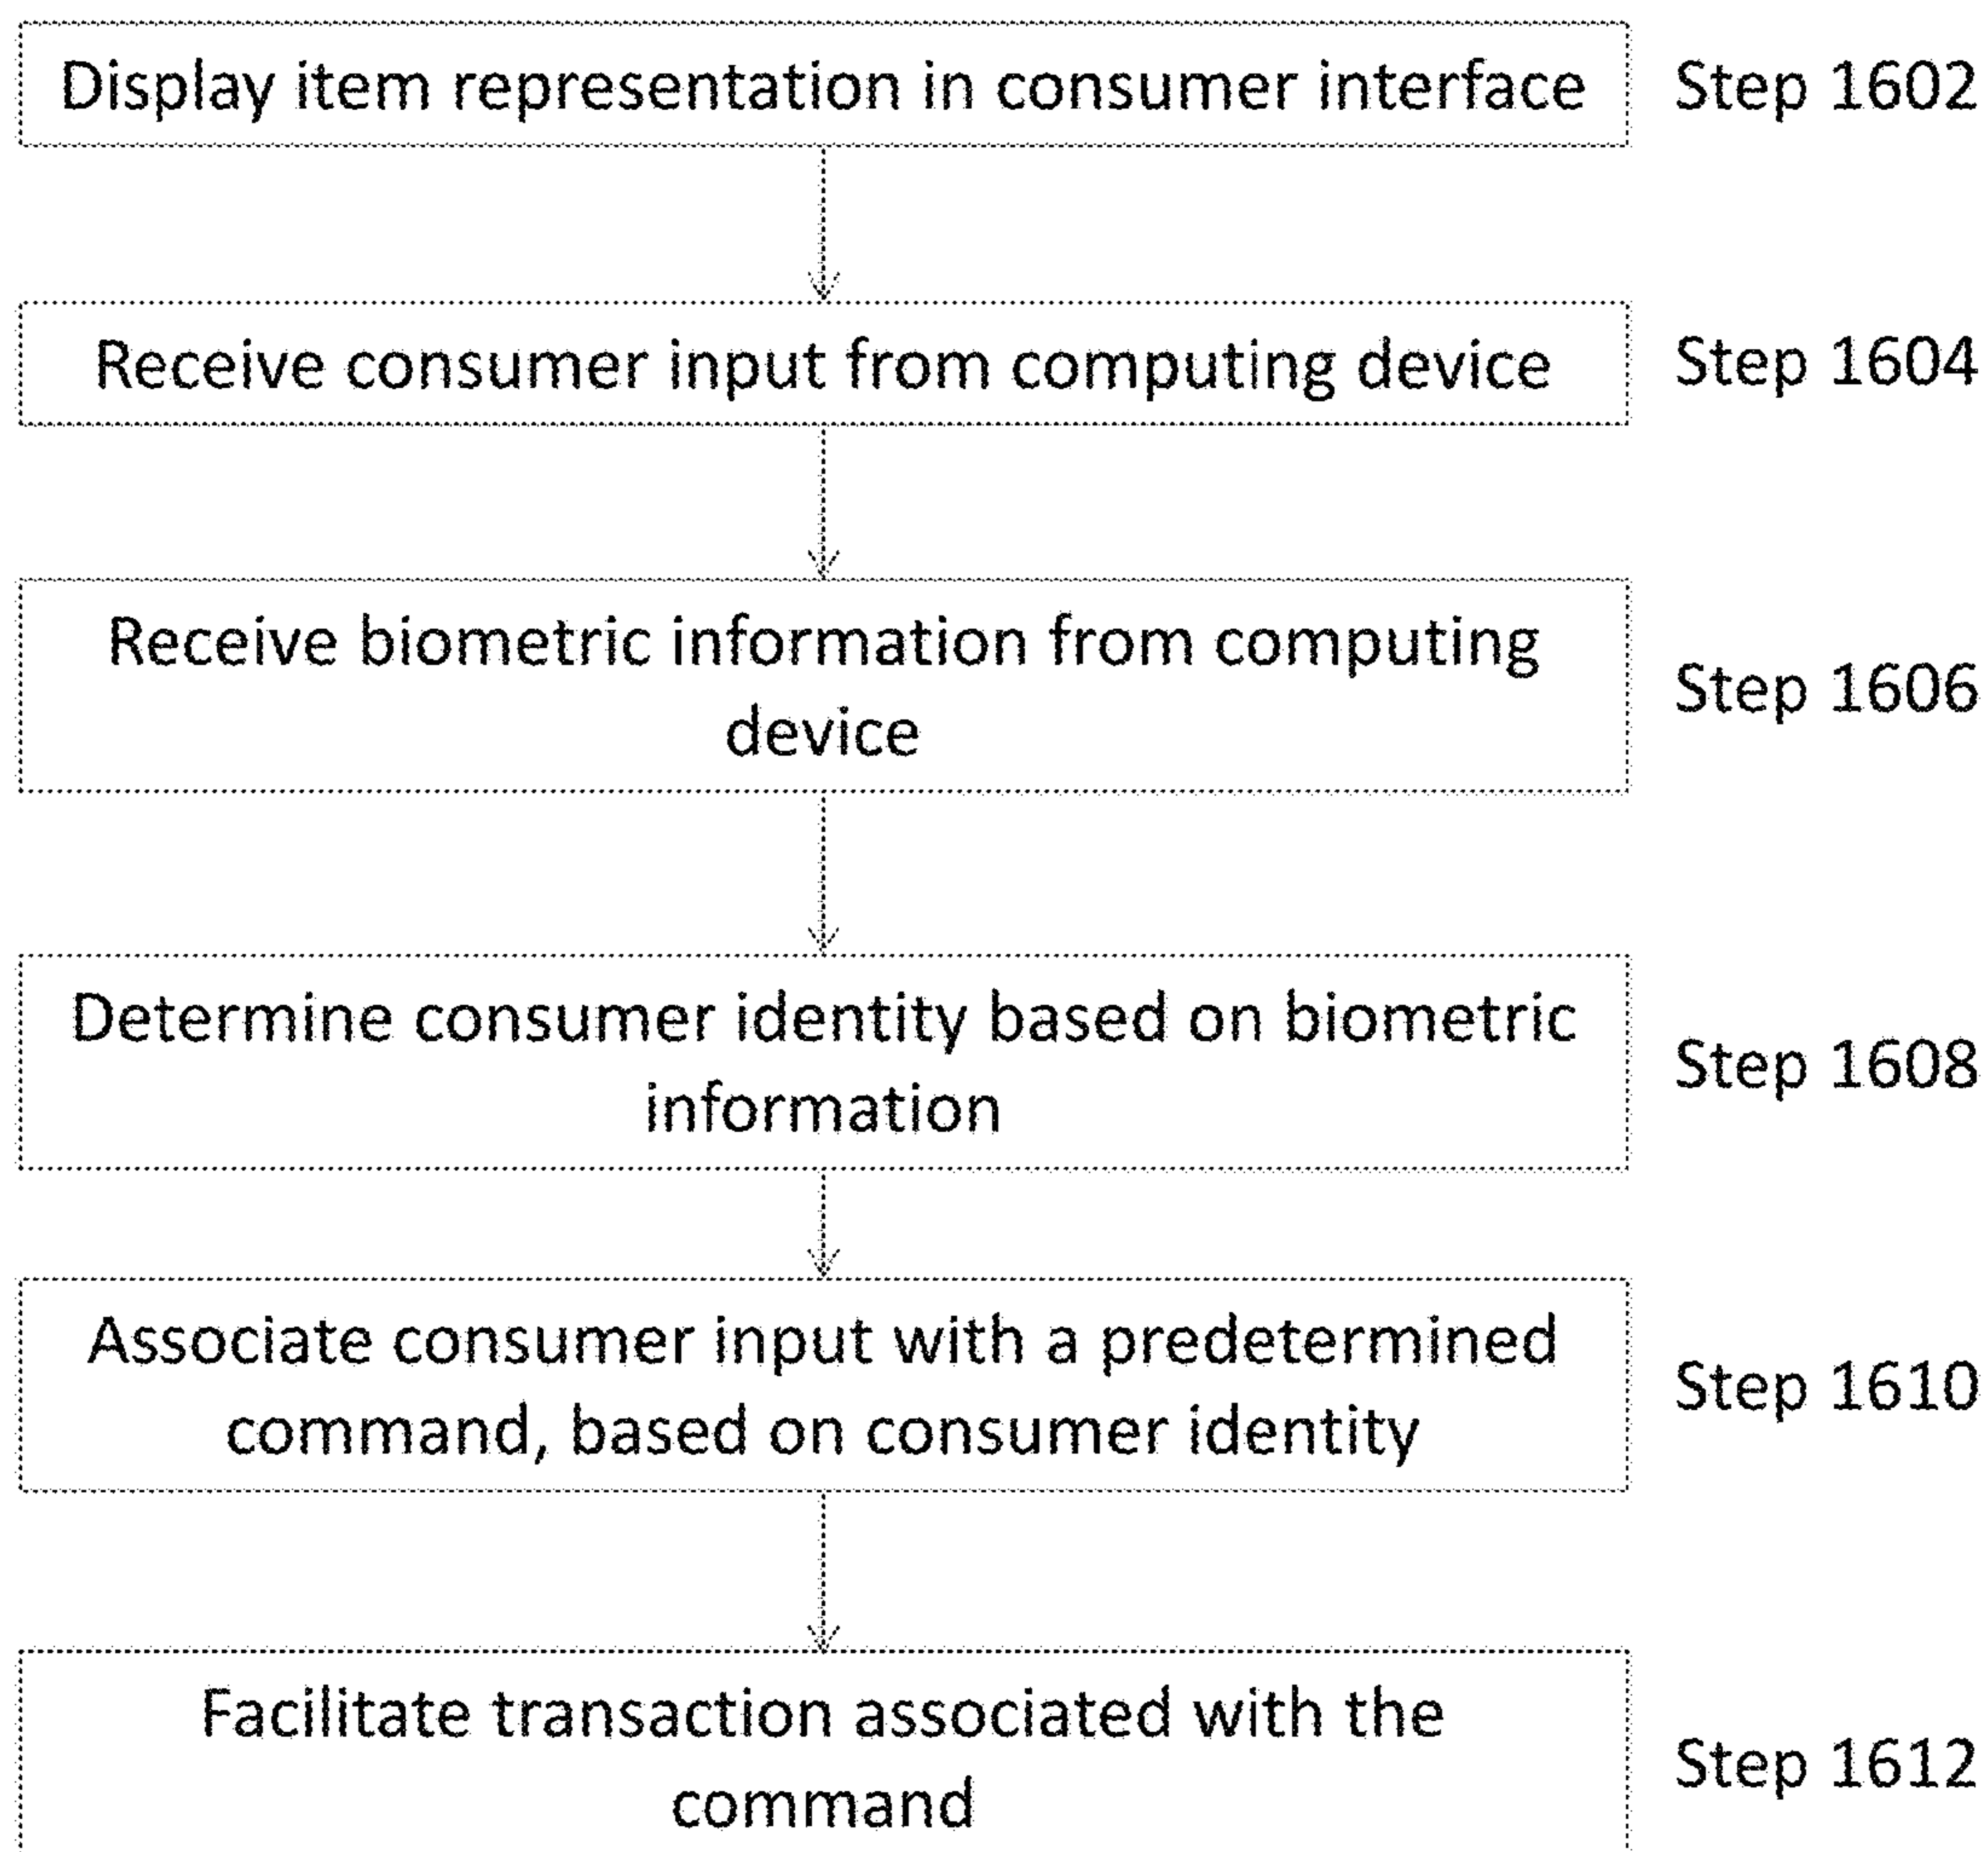 Display item representation in consumer interface
Step 1602
Receive consumer input from computing device
Step 1604
Receive biometric information from computing
device
Step 1606
Determine consumer identity based on biometric
information
Step 1608
Associate consumer input with a predetermined
command, based on consumer identity
Step 1610
Facilitate transaction associated with the
command
Step 1612